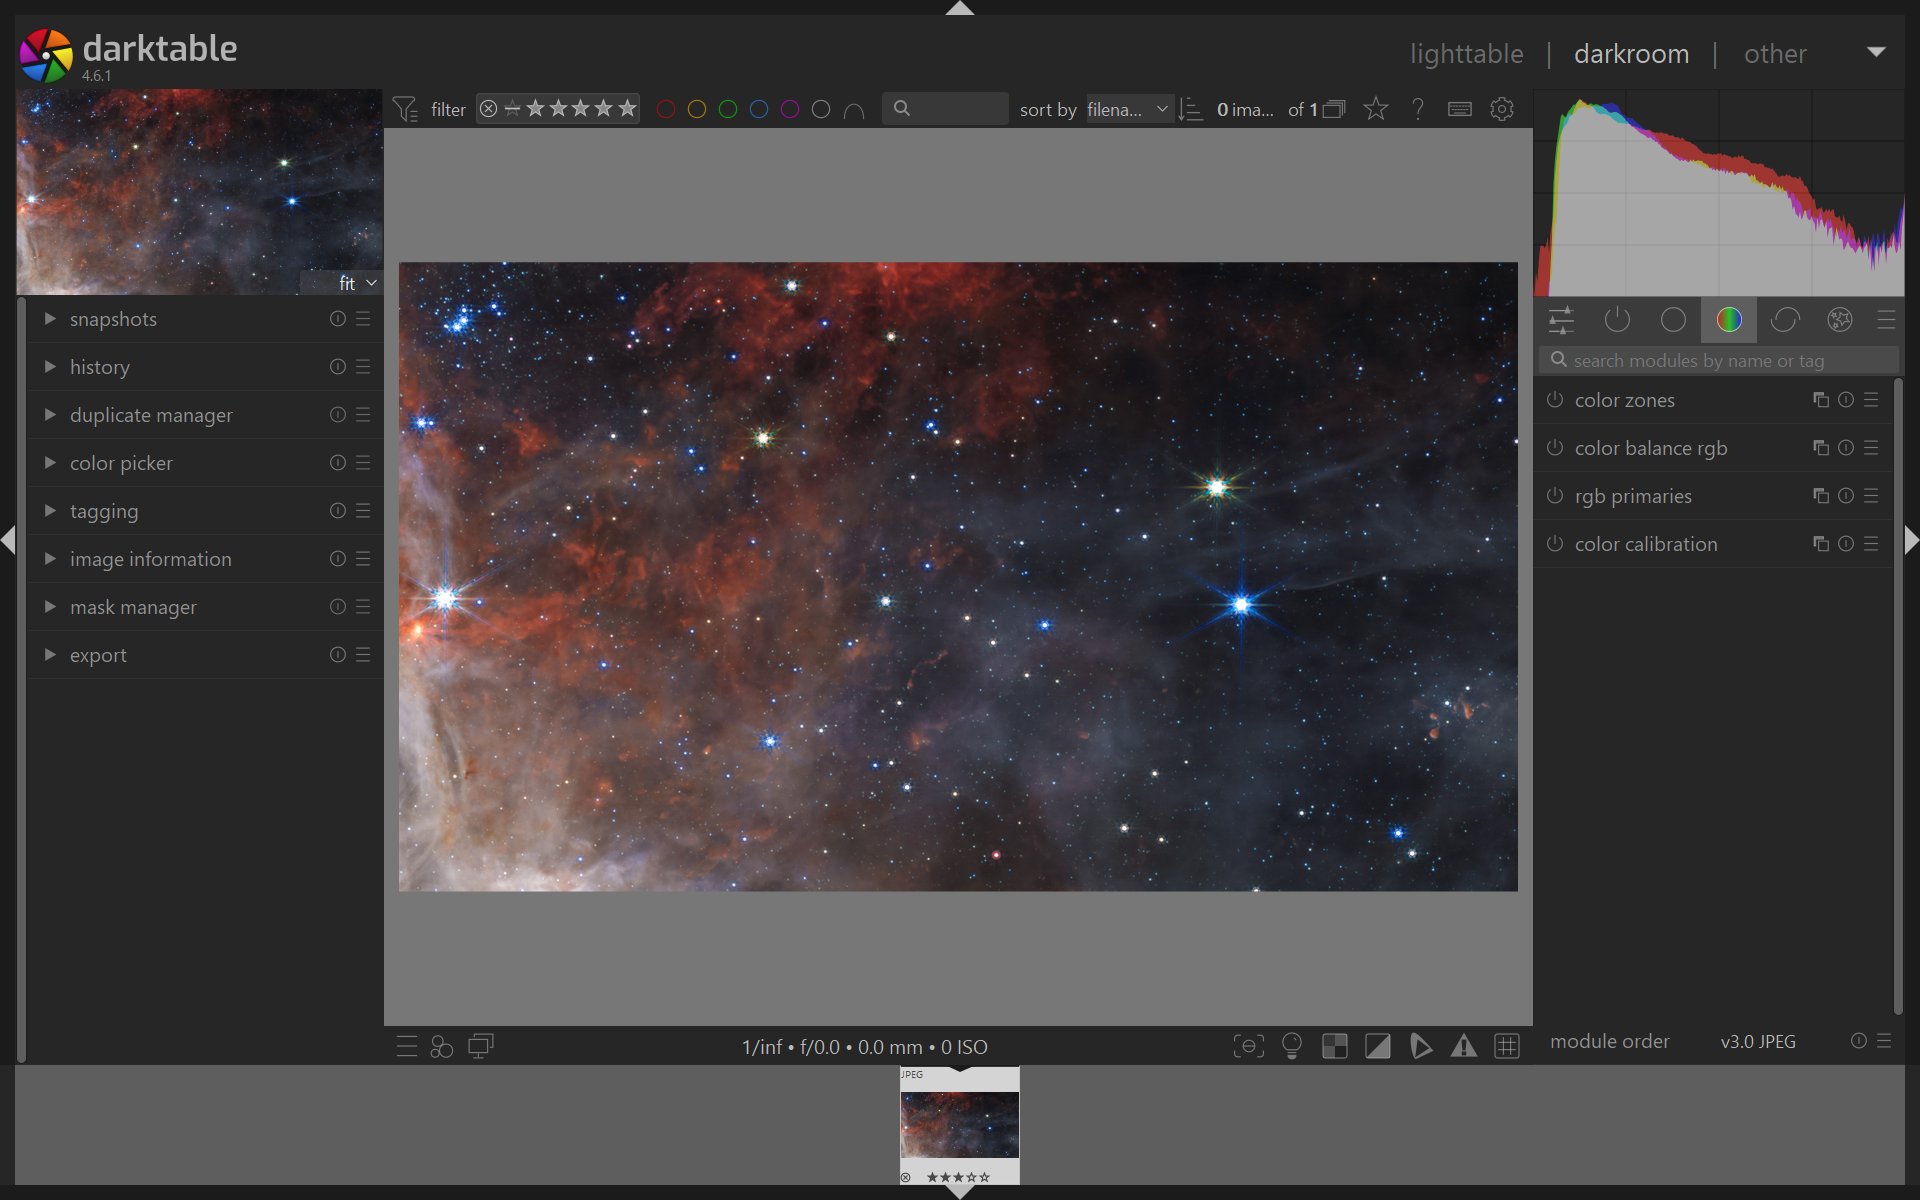 darktable
4.6.1
lighttable | darkroom | other
filter
sort by filena... 0 ima... of 1
fit
snapshots
history
duplicate manager
color picker
tagging
image information
mask manager
export
search modules by name or tag
color zones
color balance rgb
rgb primaries
color calibration
1/inf • f/0.0 • 0.0 mm • 0 ISO
module order v3.0 JPEG
JPEG